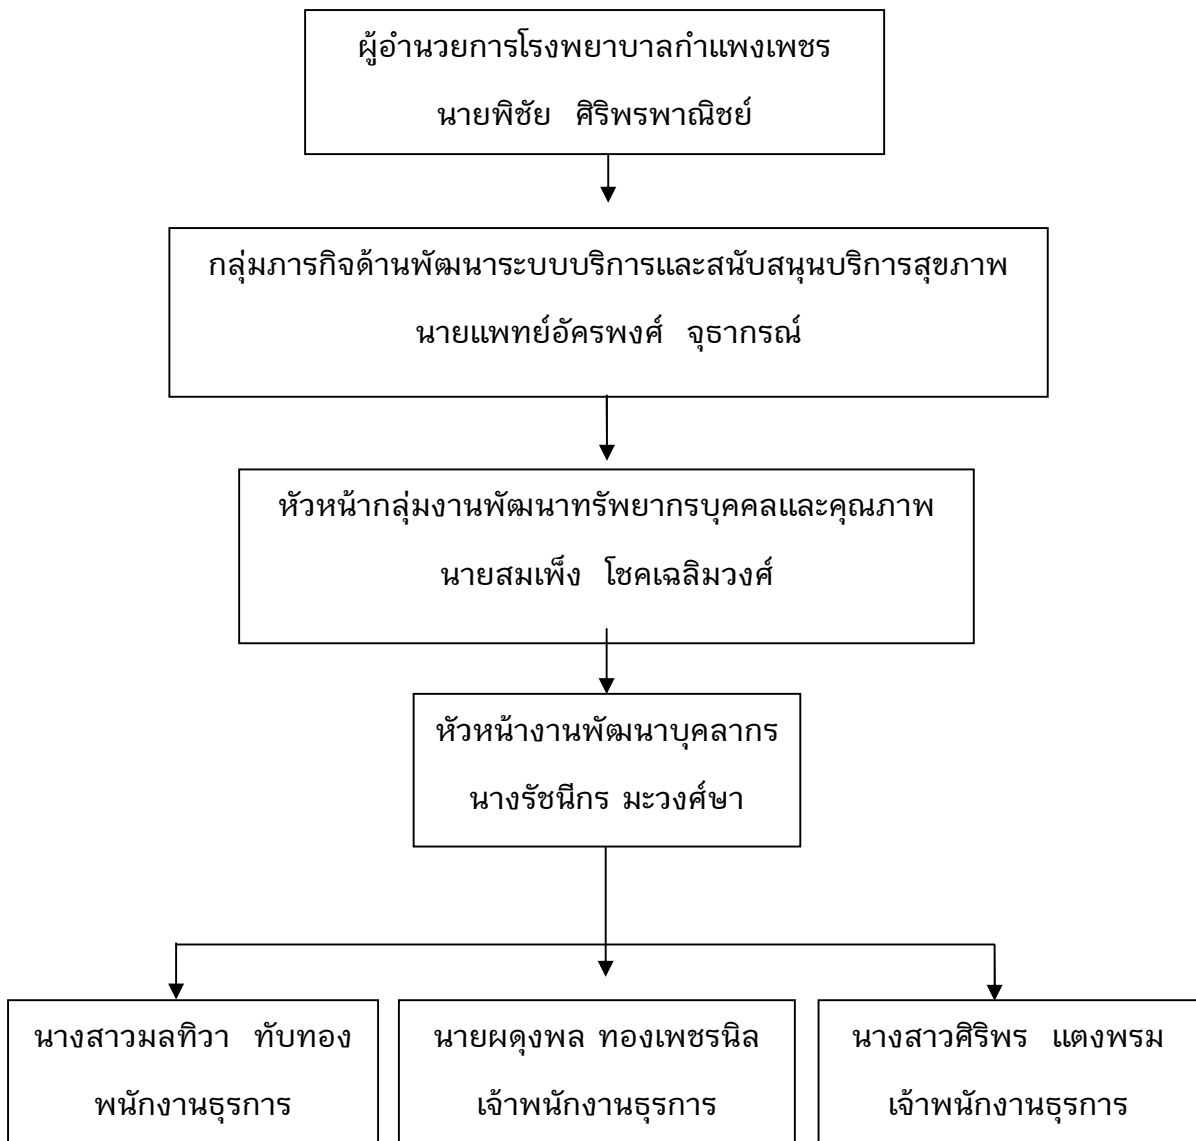 ผู้อำนวยการโรงพยาบาลกำแพงเพชร
นายพิชัย ศิริพรพาณิชย์
กลุ่มภารกิจด้านพัฒนาระบบบริการและสนับสนุนบริการสุขภาพ
นายแพทย์อัครพงศ์ จุธากรณ์
หัวหน้ากลุ่มงานพัฒนาทรัพยากรบุคคลและคุณภาพ
นายสมเพ็ง โชคเฉลิมวงศ์
หัวหน้างานพัฒนาบุคลากร
นางรัชนีกร มะวงศ์ษา
นางสาวมลทิวา ทับทอง
พนักงานธุรการ
นายผดุงพล ทองเพชรนิล
เจ้าพนักงานธุรการ
นางสาวศิริพร แตงพรม
เจ้าพนักงานธุรการ